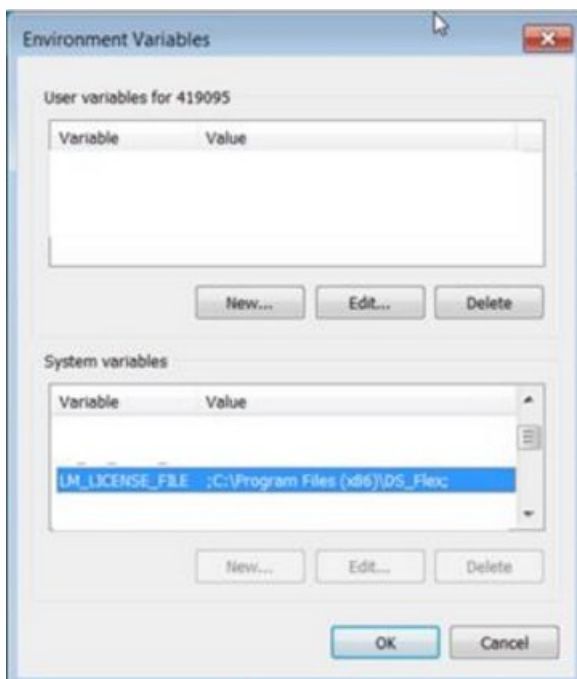 Environment Variables
User variables for 419095
Variable Value
New... Edit... Delete
System variables
Variable Value
LM_LICENSE_FILE ;C:\Program Files (x86)\DS_Flex;
New... Edit... Delete
OK Cancel